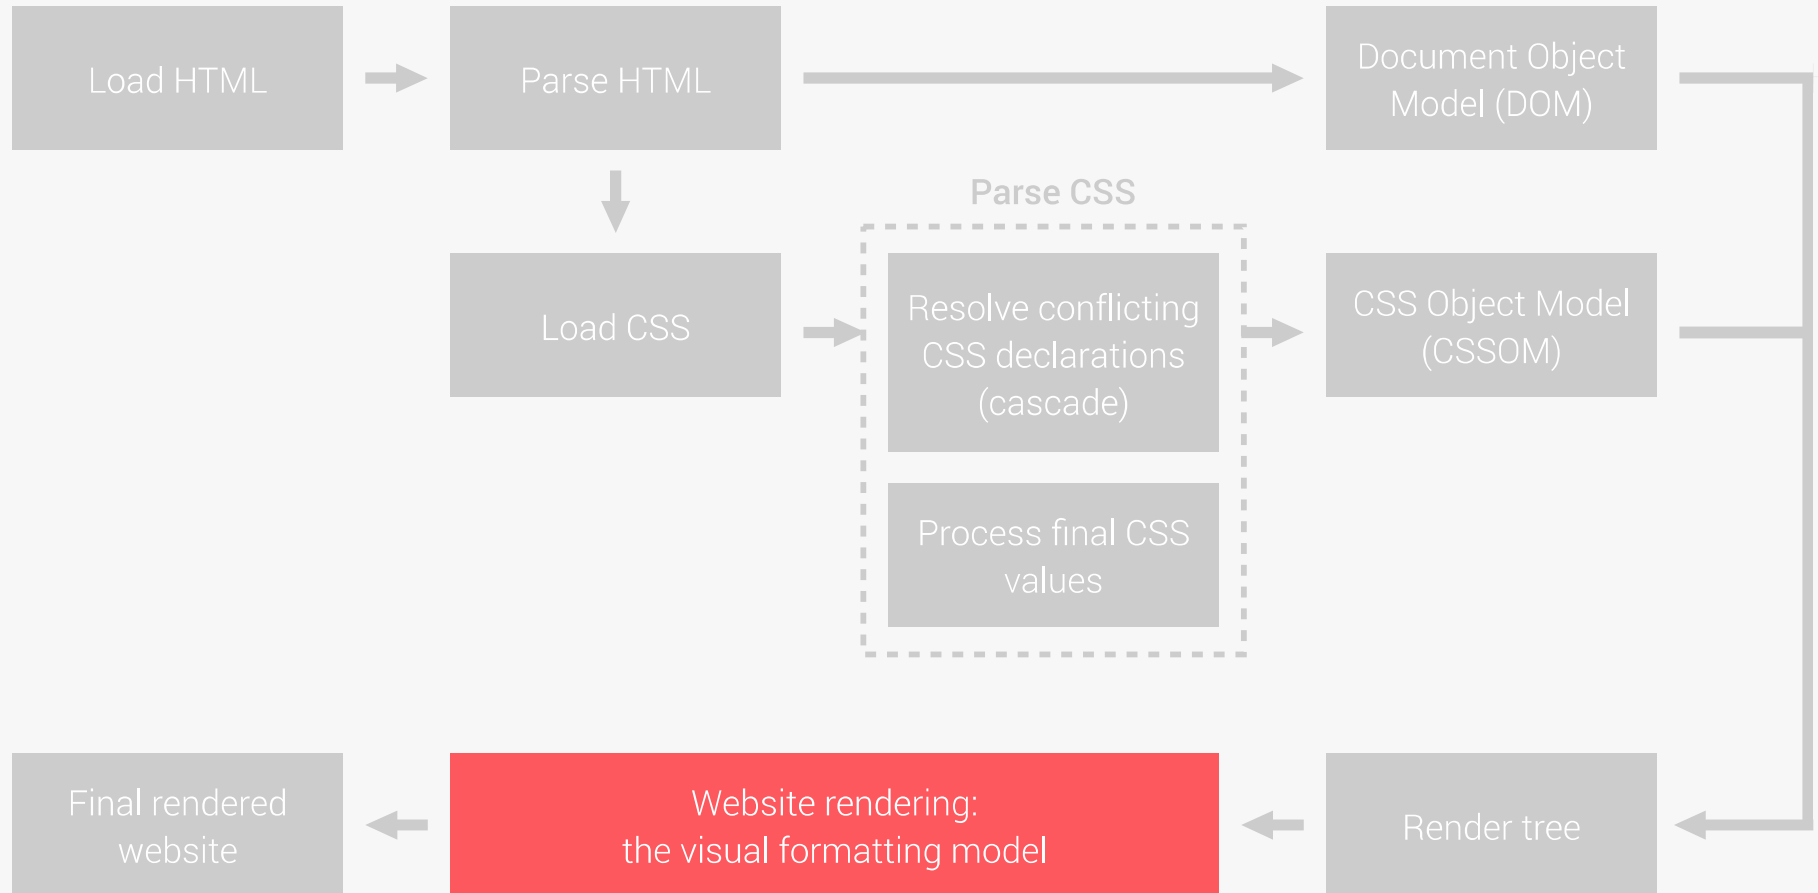 Load HTML
Parse HTML
Document Object
Model (DOM)
Parse CSS
Load CSS
Resolve conflicting
CSS declarations
(cascade)
CSS Object Model
(CSSOM)
Process final CSS
values
Final rendered
website
Website rendering:
the visual formatting model
Render tree